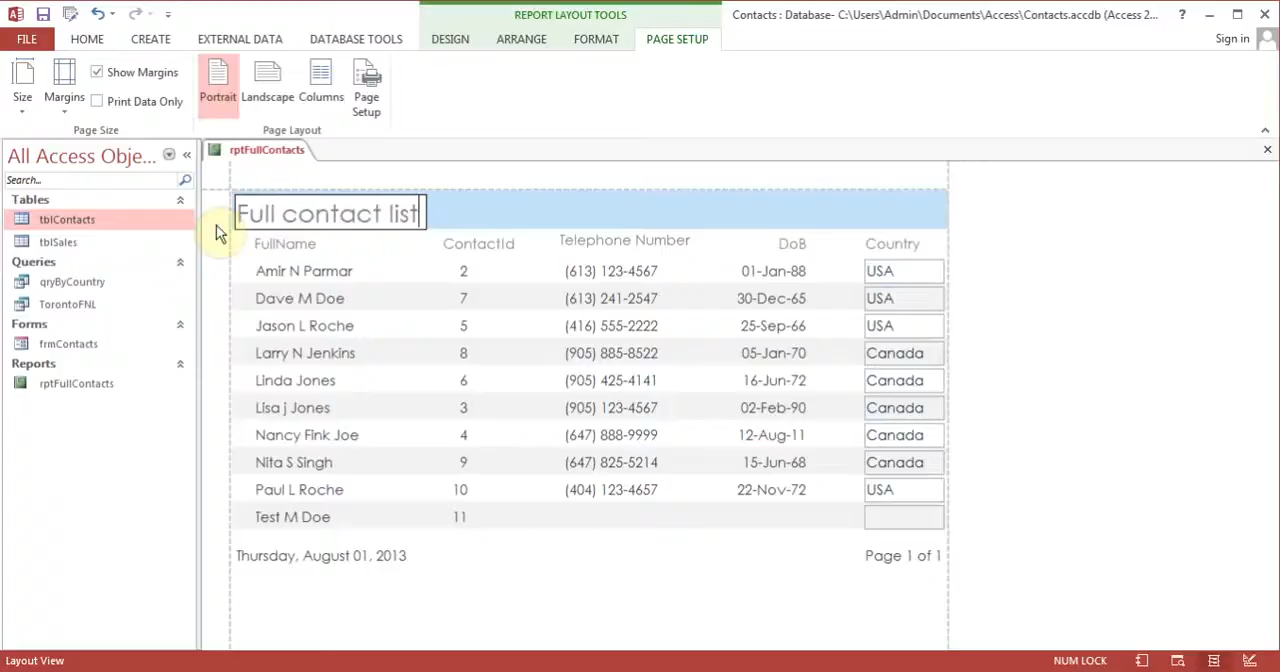 REPORT LAYOUT TOOLS
Contacts : Database- C:\Users\Admin\Documents\Access\Contacts.accdb (Access 2...
?
FILE HOME CREATE EXTERNAL DATA DATABASE TOOLS DESIGN ARRANGE FORMAT PAGE SETUP Sign in
Size
Margins
Show Margins
Print Data Only
Portrait
Landscape
Columns
Page
Setup
Page Size
Page Layout
All Access Obje...
Search...
Tables
tblContacts
tblSales
Queries
qryByCountry
TorontoFNL
Forms
frmContacts
Reports
rptFullContacts
rptFullContacts
Full contact list
FullName ContactId Telephone Number DoB Country
Amir N Parmar 2 (613) 123-4567 01-Jan-88 USA
Dave M Doe 7 (613) 241-2547 30-Dec-65 USA
Jason L Roche 5 (416) 555-2222 25-Sep-66 USA
Larry N Jenkins 8 (905) 885-8522 05-Jan-70 Canada
Linda Jones 6 (905) 425-4141 16-Jun-72 Canada
Lisa j Jones 3 (905) 123-4567 02-Feb-90 Canada
Nancy Fink Joe 4 (647) 888-9999 12-Aug-11 Canada
Nita S Singh 9 (647) 825-5214 15-Jun-68 Canada
Paul L Roche 10 (404) 123-4657 22-Nov-72 USA
Test M Doe 11
Thursday, August 01, 2013 Page 1 of 1
Layout View NUM LOCK